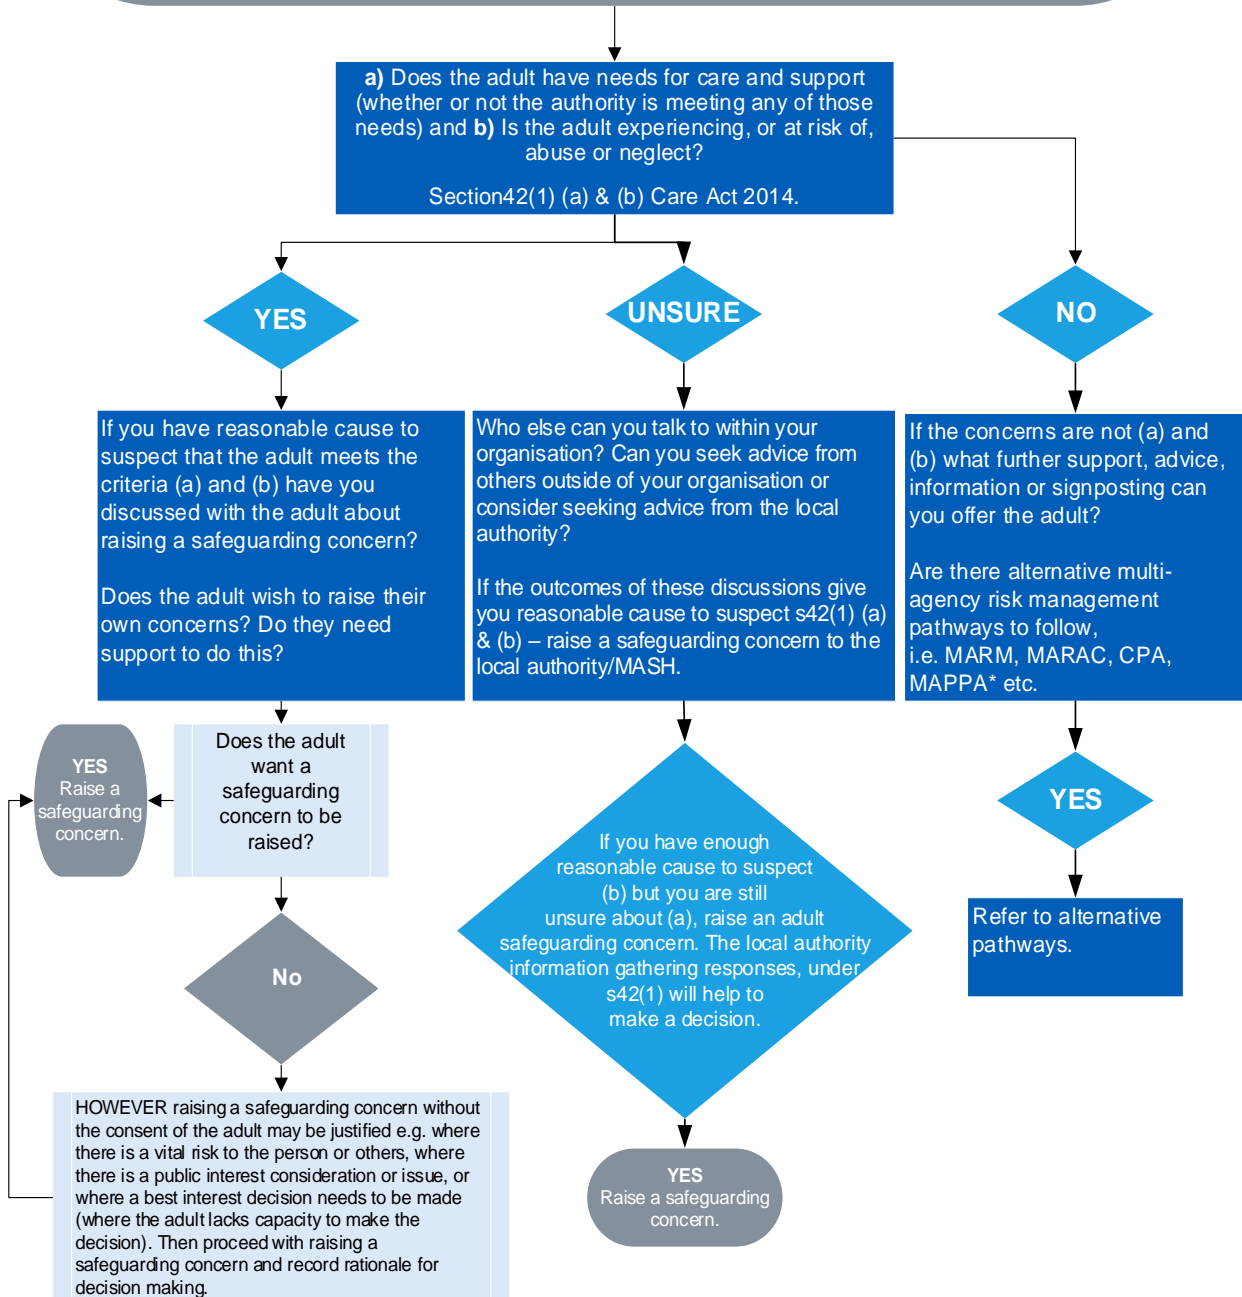 a) Does the adult have needs for care and support
(whether or not the authority is meeting any of those
needs) and b) Is the adult experiencing, or at risk of,
abuse or neglect?
Section42(1) (a) & (b) Care Act 2014.
YES
UNSURE
NO
If you have reasonable cause to
suspect that the adult meets the
criteria (a) and (b) have you
discussed with the adult about
raising a safeguarding concern?
Does the adult wish to raise their
own concerns? Do they need
support to do this?
Who else can you talk to within your
organisation? Can you seek advice from
others outside of your organisation or
consider seeking advice from the local
authority?
If the outcomes of these discussions give
you reasonable cause to suspect s42(1) (a)
& (b) – raise a safeguarding concern to the
local authority/MASH.
If the concerns are not (a) and
(b) what further support, advice,
information or signposting can
you offer the adult?
Are there alternative multi-
agency risk management
pathways to follow,
i.e. MARM, MARAC, CPA,
MAPPA* etc.
YES
Raise a
safeguarding
concern.
Does the adult
want a
safeguarding
concern to be
raised?
If you have enough
reasonable cause to suspect
(b) but you are still
unsure about (a), raise an adult
safeguarding concern. The local authority
information gathering responses, under
s42(1) will help to
make a decision.
YES
Refer to alternative
pathways.
No
HOWEVER raising a safeguarding concern without
the consent of the adult may be justified e.g. where
there is a vital risk to the person or others, where
there is a public interest consideration or issue, or
where a best interest decision needs to be made
(where the adult lacks capacity to make the
decision). Then proceed with raising a
safeguarding concern and record rationale for
decision making.
YES
Raise a safeguarding
concern.